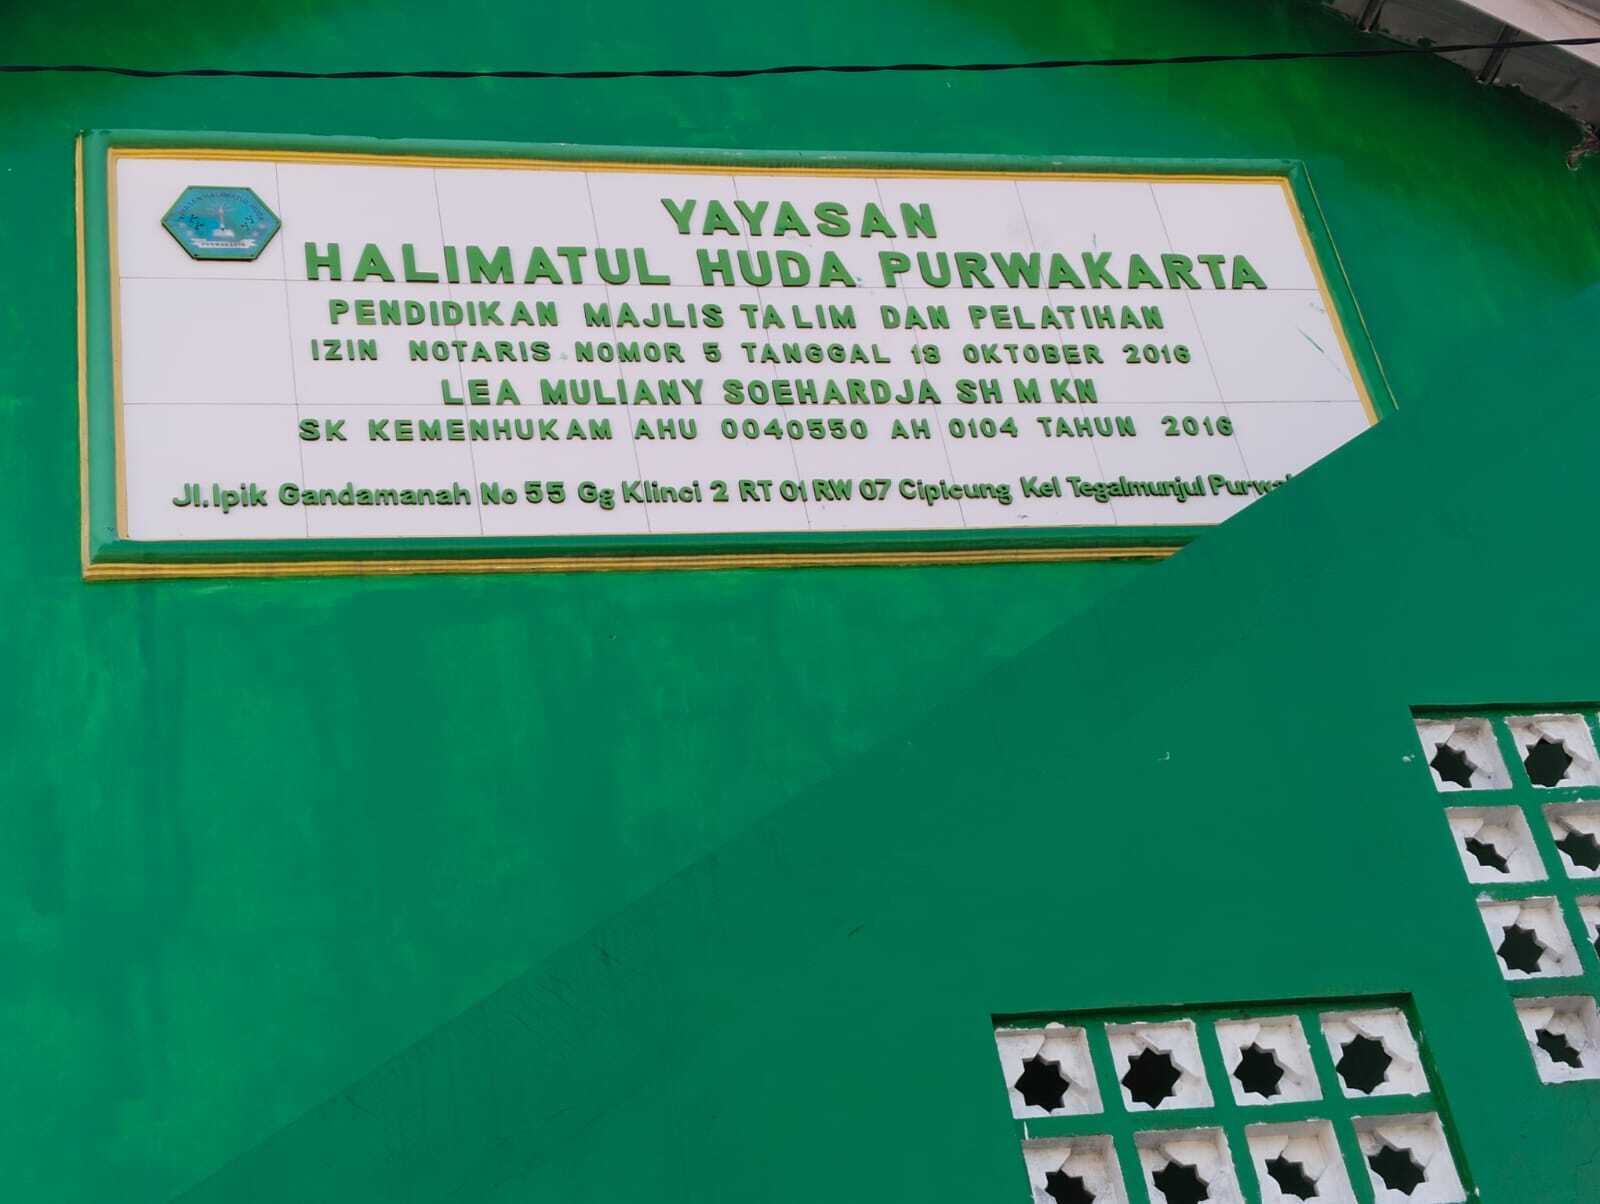 YAYASAN
HALIMATUL HUDA PURWAKARTA
PENDIDIKAN MAJLIS TALIM DAN PELATIHAN
IZIN NOTARIS NOMOR 5 TANGGAL 18 OKTOBER 2016
LEA MULIANY SOEHARDJA SH M KN
SK KEMENHUKAM AHU 0040550 AH 0104 TAHUN 2016
Jl.Ipik Gandamanah No 55 Gg Klinci 2 RT 01 RW 07 Cipicung Kel Tegalmunjul